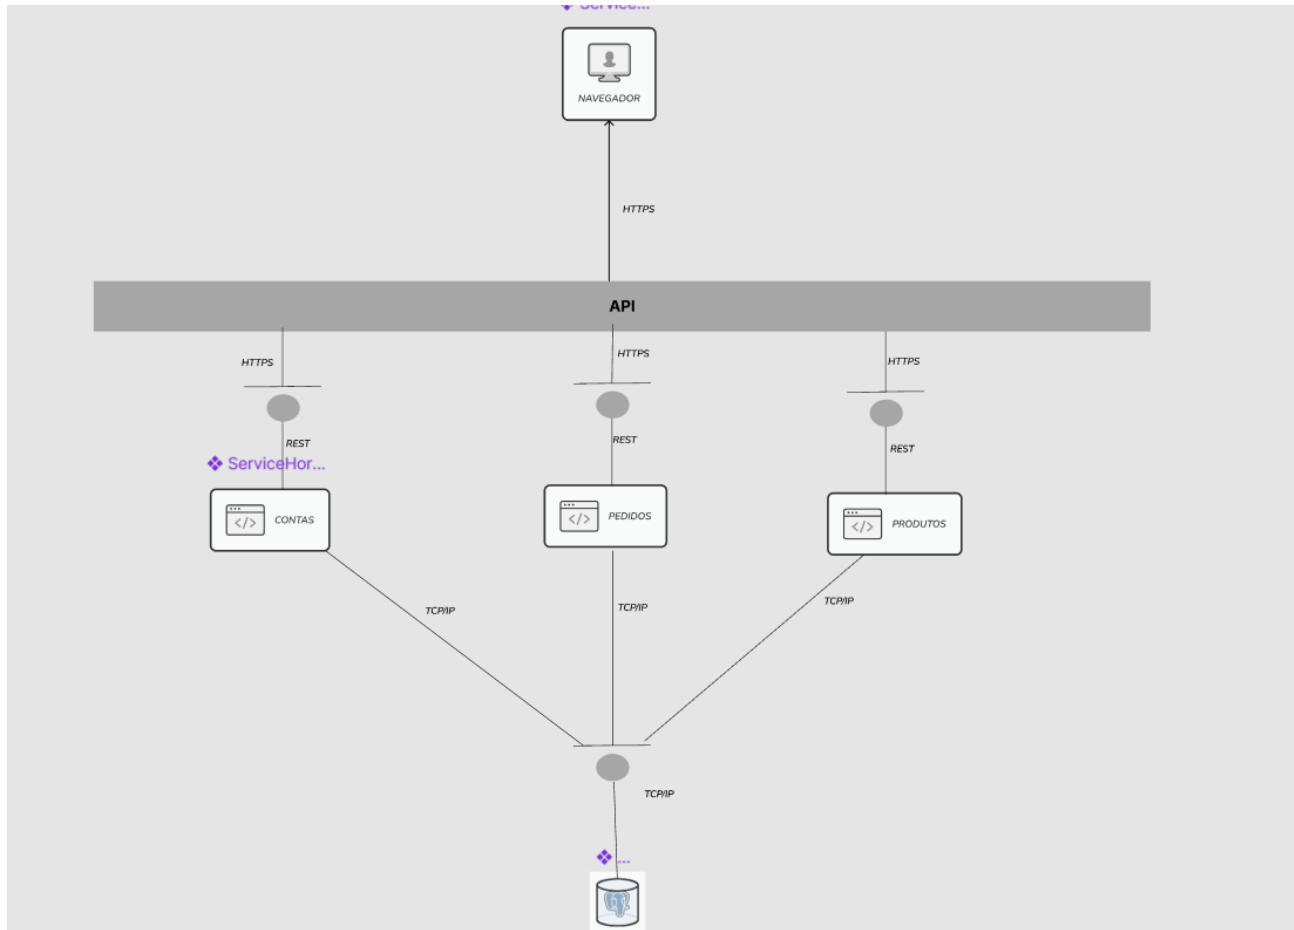 NAVEGADOR
HTTPS
API
HTTPS
HTTPS
HTTPS
REST
REST
REST
ServiceHor...
CONTAS
PEDIDOS
PRODUTOS
TCP/IP
TCP/IP
TCP/IP
TCP/IP
...